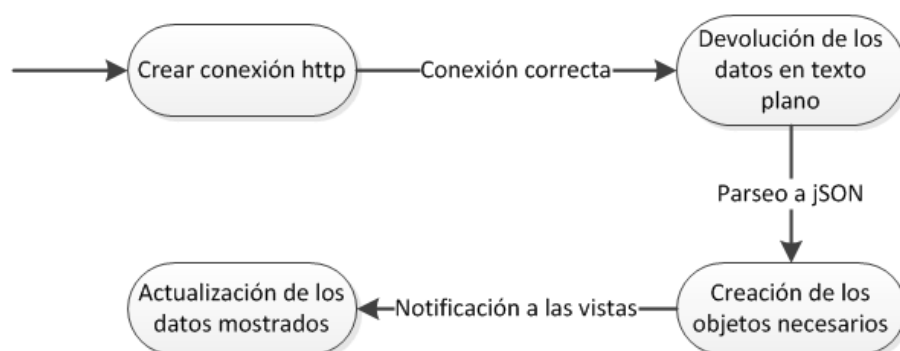 Crear conexión http
Conexión correcta
Devolución de los
datos en texto
plano
Parseo a jSON
Creación de los
objetos necesarios
Notificación a las vistas
Actualización de los
datos mostrados